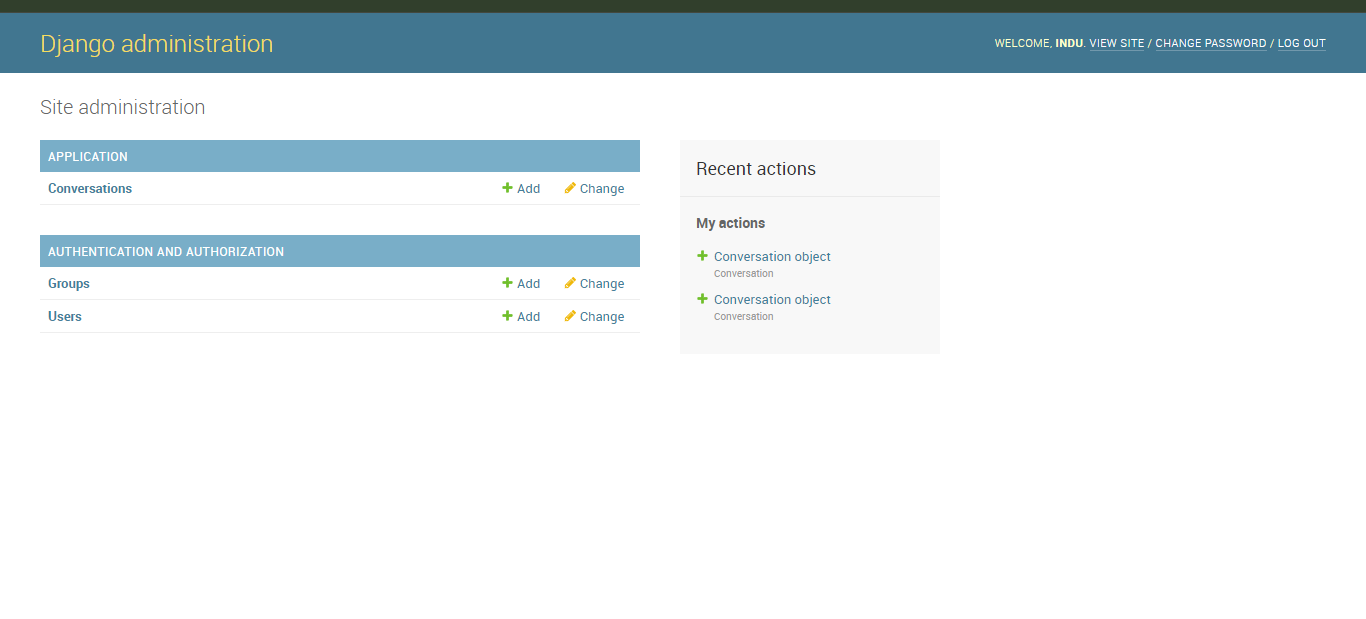 Django administration
WELCOME, INDU. VIEW SITE / CHANGE PASSWORD / LOG OUT
Site administration
APPLICATION
Conversations Add Change
AUTHENTICATION AND AUTHORIZATION
Groups Add Change
Users Add Change
Recent actions
My actions
Conversation object
Conversation
Conversation object
Conversation